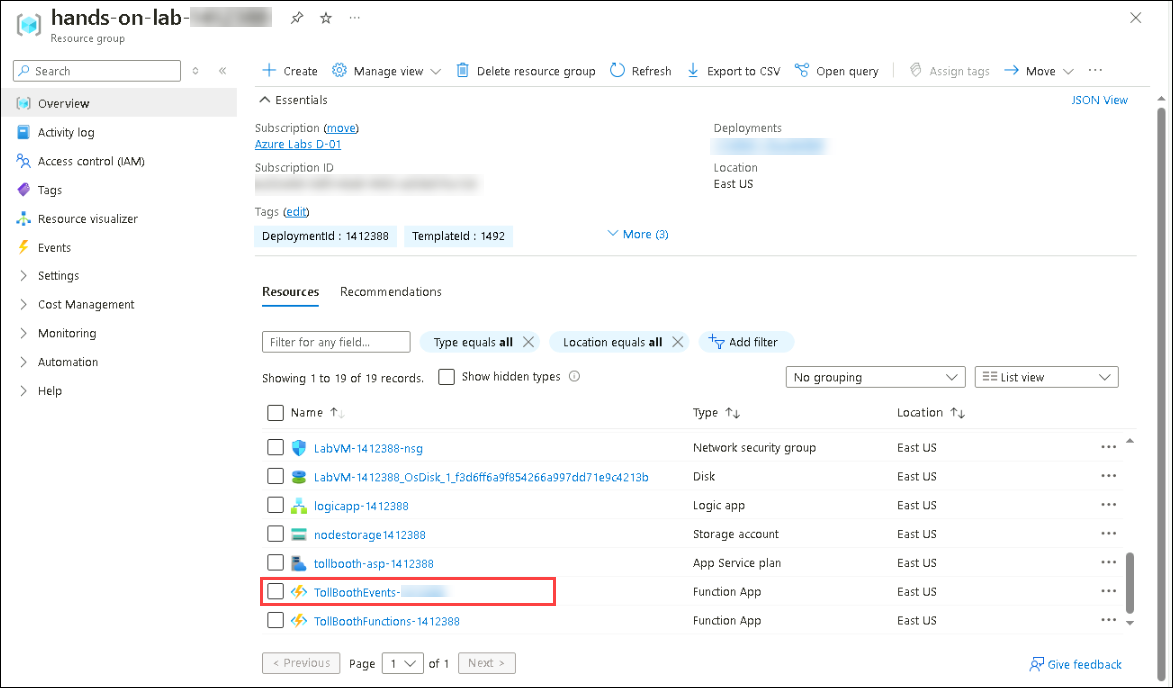 hands-on-lab-
Resource group
Search
Create
Manage view
Delete resource group
Refresh
Export to CSV
Open query
Assign tags
Move
Overview
Activity log
Access control (IAM)
Tags
Resource visualizer
Events
Settings
Cost Management
Monitoring
Automation
Help
Essentials
JSON View
Subscription (move)
Azure Labs D-01
Subscription ID
Deployments
Location
East US
Tags (edit)
DeploymentId : 1412388
TemplateId : 1492
More (3)
Resources
Recommendations
Filter for any field...
Type equals all
Location equals all
Add filter
Showing 1 to 19 of 19 records.
Show hidden types
No grouping
List view
Name
Type
Location
LabVM-1412388-nsg Network security group East US
LabVM-1412388_OsDisk_1_f3d6ff6a9f854266a997dd71e9c4213b Disk East US
logicapp-1412388 Logic app East US
nodestorage1412388 Storage account East US
tollbooth-asp-1412388 App Service plan East US
TollBoothEvents- Function App East US
TollBoothFunctions-1412388 Function App East US
< Previous
Page
1
of 1
Next >
Give feedback